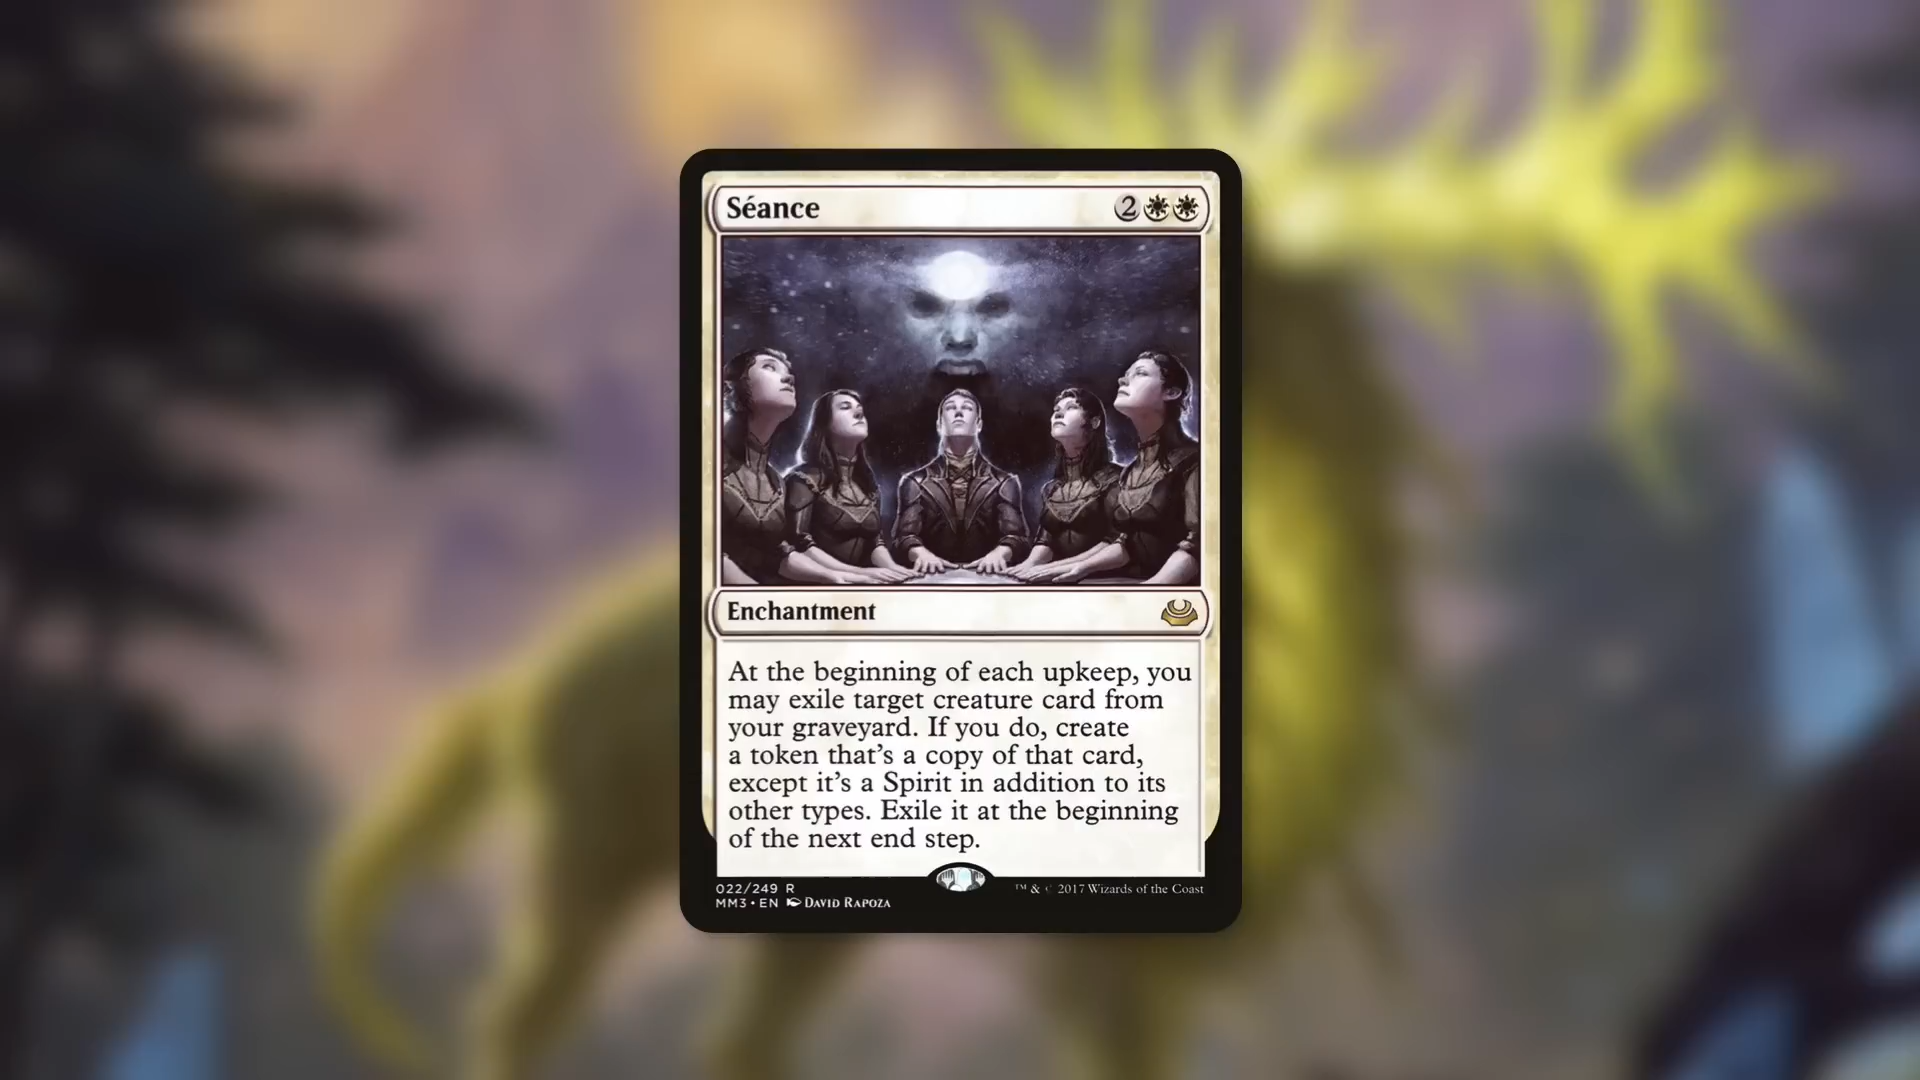 Séance 2
Enchantment
At the beginning of each upkeep, you
may exile target creature card from
your graveyard. If you do, create
a token that's a copy of that card,
except it's a Spirit in addition to its
other types. Exile it at the beginning
of the next end step.
022/249 R
MM3 • EN DAVID RAPOZA
™ & © 2017 Wizards of the Coast